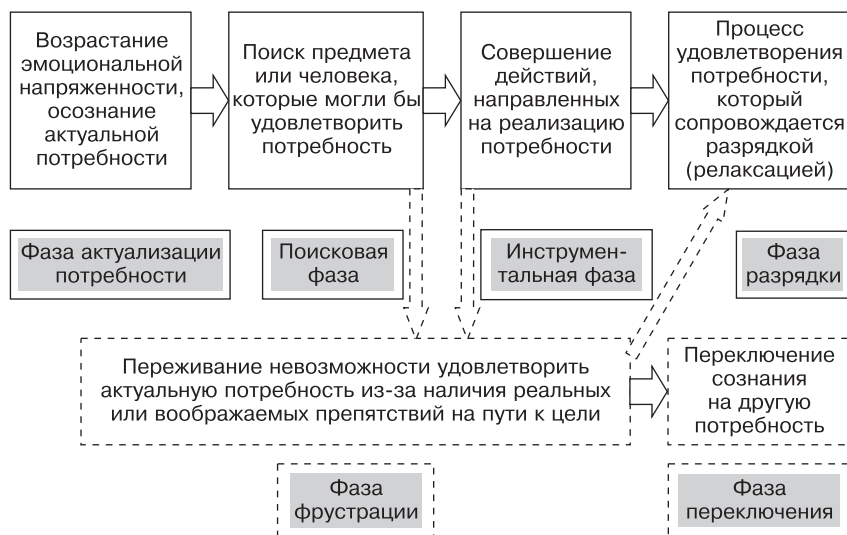 Возрастание
эмоциональной
напряженности,
осознание
актуальной
потребности
Поиск предмета
или человека,
которые могли бы
удовлетворить
потребность
Совершение
действий,
направленных
на реализацию
потребности
Процесс
удовлетворения
потребности,
который
сопровождается
разрядкой
(релаксацией)
Фаза актуализации
потребности
Поисковая
фаза
Инструмен-
тальная фаза
Фаза
разрядки
Переживание невозможности удовлетворить
актуальную потребность из-за наличия реальных
или воображаемых препятствий на пути к цели
Переключение
сознания
на другую
потребность
Фаза
фрустрации
Фаза
переключения